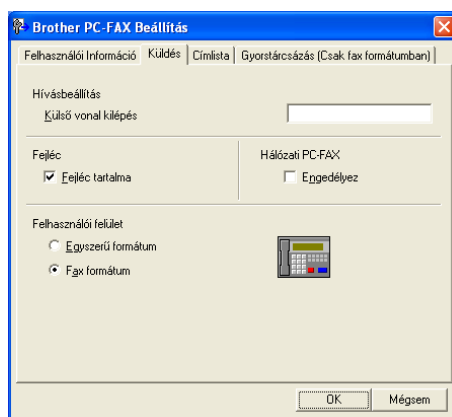 Brother PC-FAX Beállítás
Felhasználói Információ Küldés Címlista Gyorstárcsázás (Csak fax formátumban)
Hívásbeállítás
Külső vonal kilépés
Fejléc Hálózati PC-FAX
Fejléc tartalma Engedélyez
Felhasználói felület
Egyszerű formátum
Fax formátum
OK Mégsem